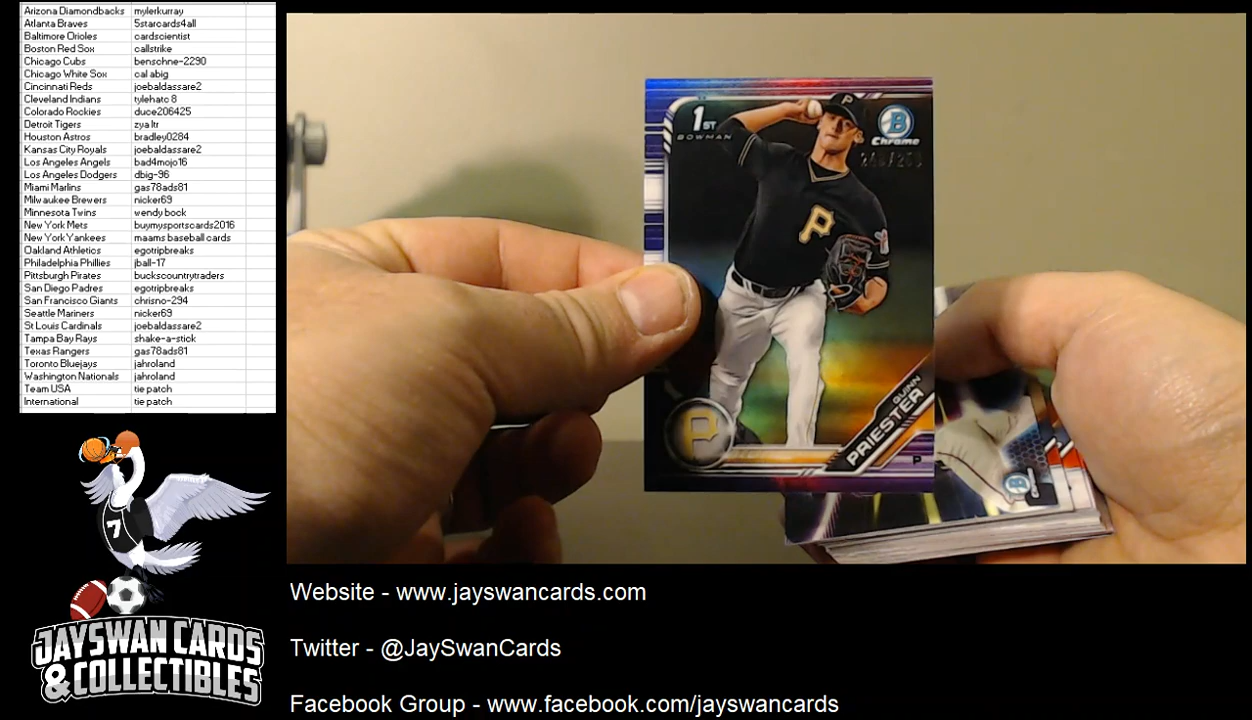 Arizona Diamondbacks mylerkurray
Atlanta Braves 5starcards4all
Baltimore Orioles cardscientist
Boston Red Sox callstrike
Chicago Cubs benschne-2290
Chicago White Sox cal abig
Cincinati Reds joebaldassare2
Cleveland Indians tylehatc 8
Colorado Rockies duce206425
Detroit Tigers zya ltr
Houston Astros bradley0284
Kansas City Royals joebaldassare2
Los Angeles Angels bad4mojo16
Los Angeles Dodgers dbig-96
Miami Marlins gas78ads81
Milwaukee Brewers nicker69
Minnesota Twins wendy bock
New York Mets buymysportscards2016
New York Yankees maams baseball cards
Oakland Athletics egotripbreaks
Philadelphia Phillies jball-17
Pittsburgh Pirates buckscountrytraders
San Diego Padres egotripbreaks
San Francisco Giants chrisno-294
Seattle Mariners nicker69
St Louis Cardinals joebaldassare2
Tampa Bay Rays shake-a-stick
Texas Rangers gas78ads81
Toronto Bluejays jahroland
Washington Nationals jahroland
Team USA tie patch
International tie patch
1ST
BOWMAN
B
Chrome
P
P
QUINN
PRIESTER
P
P
B
7
JAYSWAN CARDS
& COLLECTIBLES
Website - www.jayswancards.com
Twitter - @JaySwanCards
Facebook Group - www.facebook.com/jayswancards